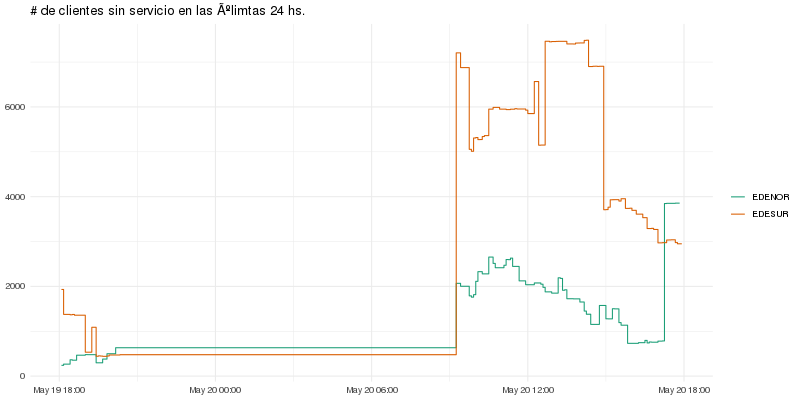 # de clientes sin servicio en las Ãºlimtas 24 hs.
6000
4000
2000
0
May 19 18:00
May 20 00:00
May 20 06:00
May 20 12:00
May 20 18:00
EDENOR
EDESUR